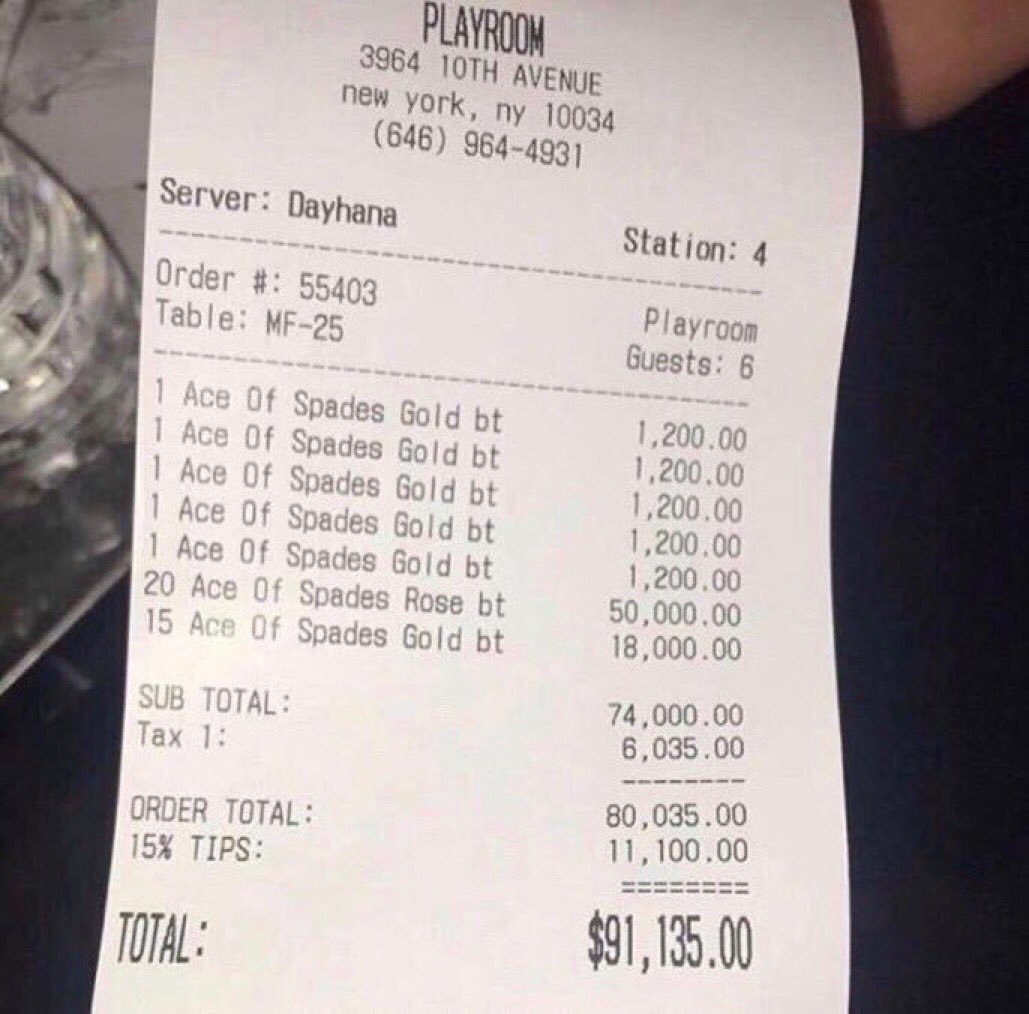 PLAYROOM
3964 10TH AVENUE
new york, ny 10034
(646) 964-4931
Server: Dayhana Station: 4
Order #: 55403 Playroom
Table: MF-25 Guests: 6
1 Ace Of Spades Gold bt 1,200.00
1 Ace Of Spades Gold bt 1,200.00
1 Ace Of Spades Gold bt 1,200.00
1 Ace Of Spades Gold bt 1,200.00
1 Ace Of Spades Gold bt 1,200.00
20 Ace Of Spades Rose bt 50,000.00
15 Ace Of Spades Gold bt 18,000.00
SUB TOTAL: 74,000.00
Tax 1: 6,035.00
ORDER TOTAL: 80,035.00
15% TIPS: 11,100.00
TOTAL: $91,135.00